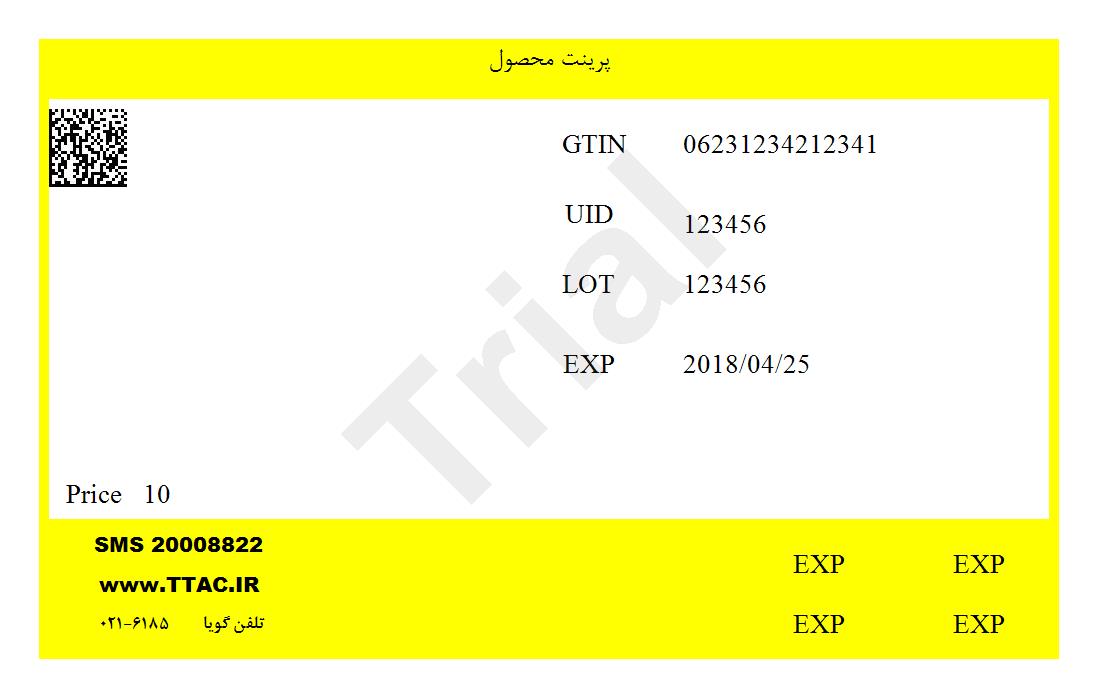 پرینت محصول
GTIN 06231234212341
UID 123456
LOT 123456
EXP 2018/04/25
Trial
Price 10
SMS 20008822
www.TTAC.IR
تلفن گویا ۰۲۱-۶۱۸۵
EXP EXP
EXP EXP